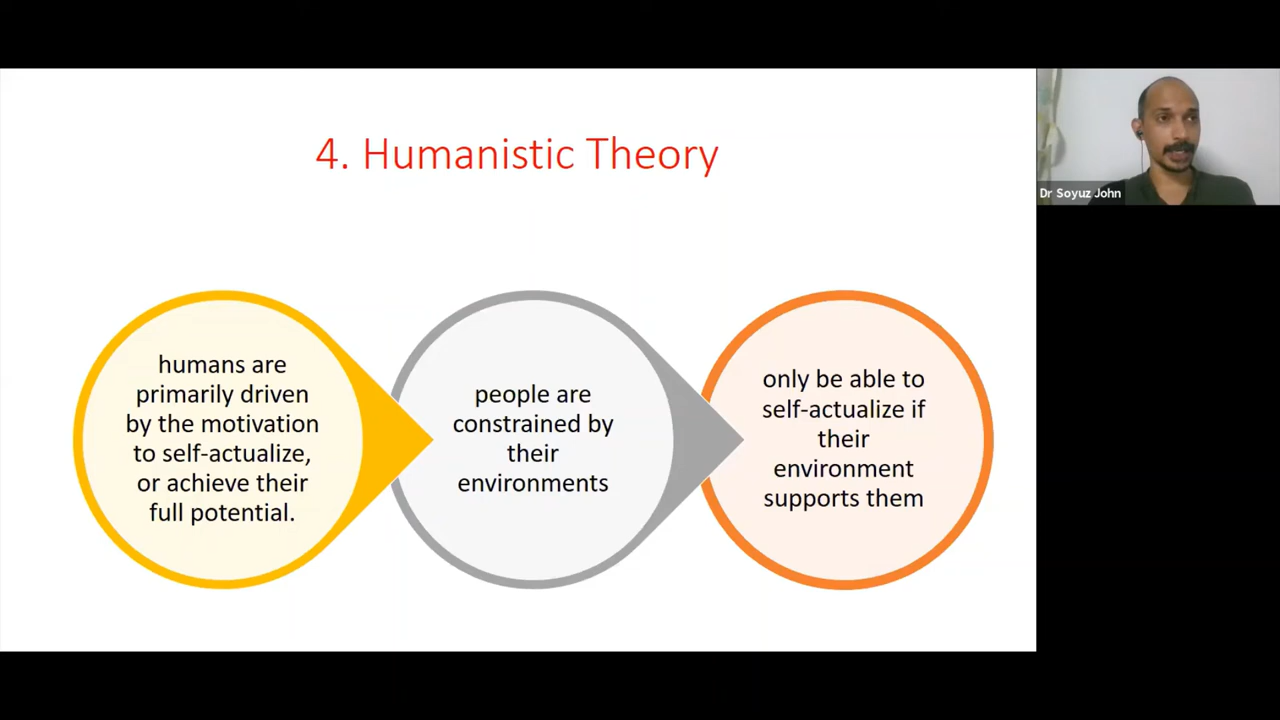 4. Humanistic Theory
Dr Soyuz John
humans are
primarily driven
by the motivation
to self-actualize,
or achieve their
full potential.
people are
constrained by
their
environments
only be able to
self-actualize if
their
environment
supports them